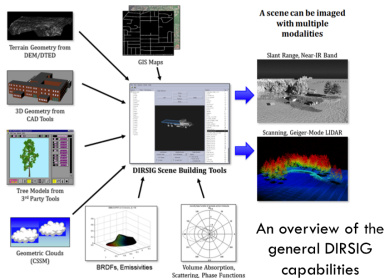 A scene can be imaged
with multiple
modalities
Terrain Geometry from
DEM/DTED
GIS Maps
Slant Range, Near-IR Band
3D Geometry from
CAD Tools
Scanning, Geiger-Mode LIDAR
Tree Models from
3rd Party Tools
DIRSIG Scene Building Tools
Geometric Clouds
(CSSM)
BRDFs, Emissivities
Volume Absorption,
Scattering, Phase Functions
An overview of the
general DIRSIG
capabilities